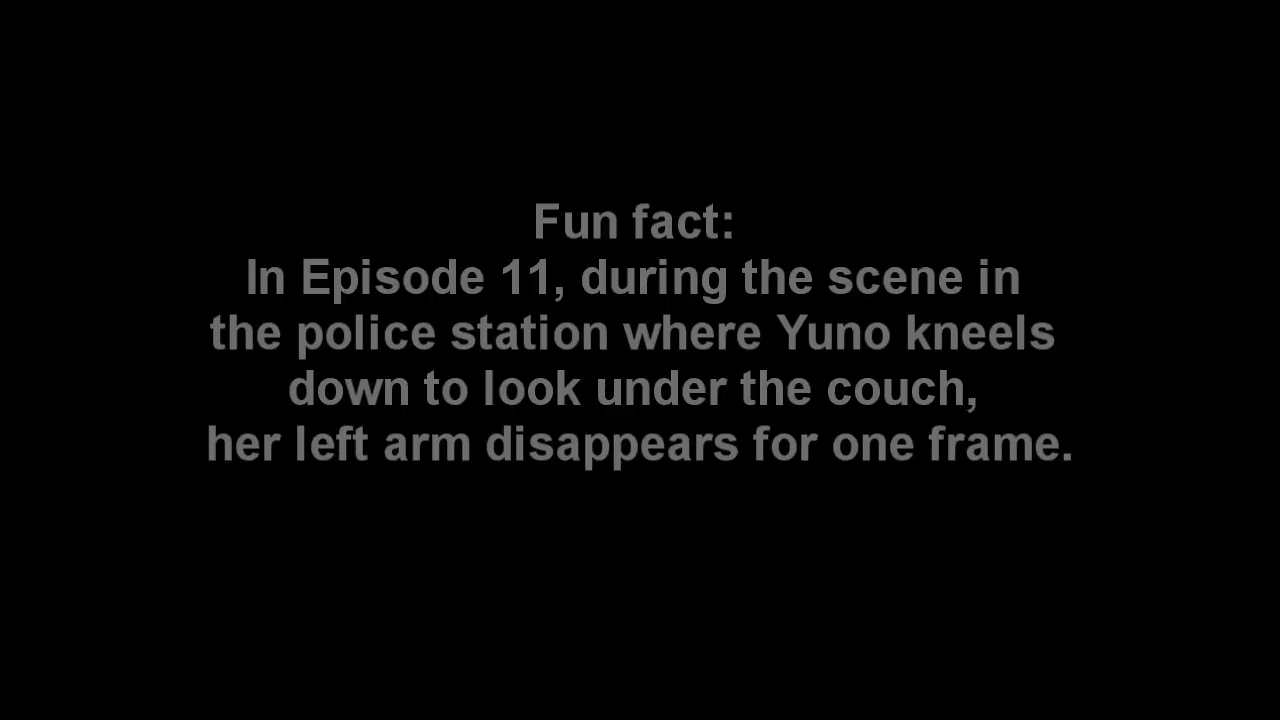 Fun fact:
In Episode 11, during the scene in
the police station where Yuno kneels
down to look under the couch,
her left arm disappears for one frame.